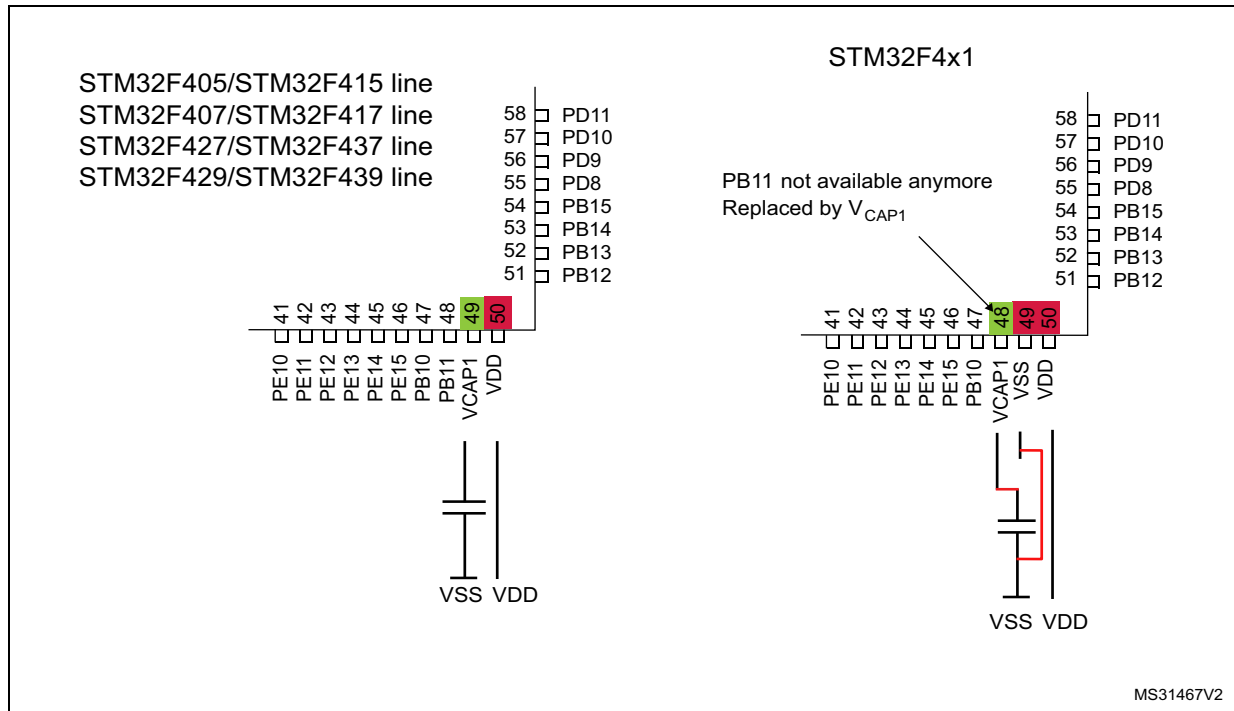 STM32F405/STM32F415 line
STM32F407/STM32F417 line
STM32F427/STM32F437 line
STM32F429/STM32F439 line
58 PD11
57 PD10
56 PD9
55 PD8
54 PB15
53 PB14
52 PB13
51 PB12
41 42 43 44 45 46 47 48 49 50
PE10 PE11 PE12 PE13 PE14 PE15 PB10 PB11 VCAP1 VDD
VSS VDD
STM32F4x1
58 PD11
57 PD10
56 PD9
55 PD8
54 PB15
53 PB14
52 PB13
51 PB12
PB11 not available anymore
Replaced by VCAP1
41 42 43 44 45 46 47 48 49 50
PE10 PE11 PE12 PE13 PE14 PE15 PB10 VCAP1 VSS VDD
VSS VDD
MS31467V2